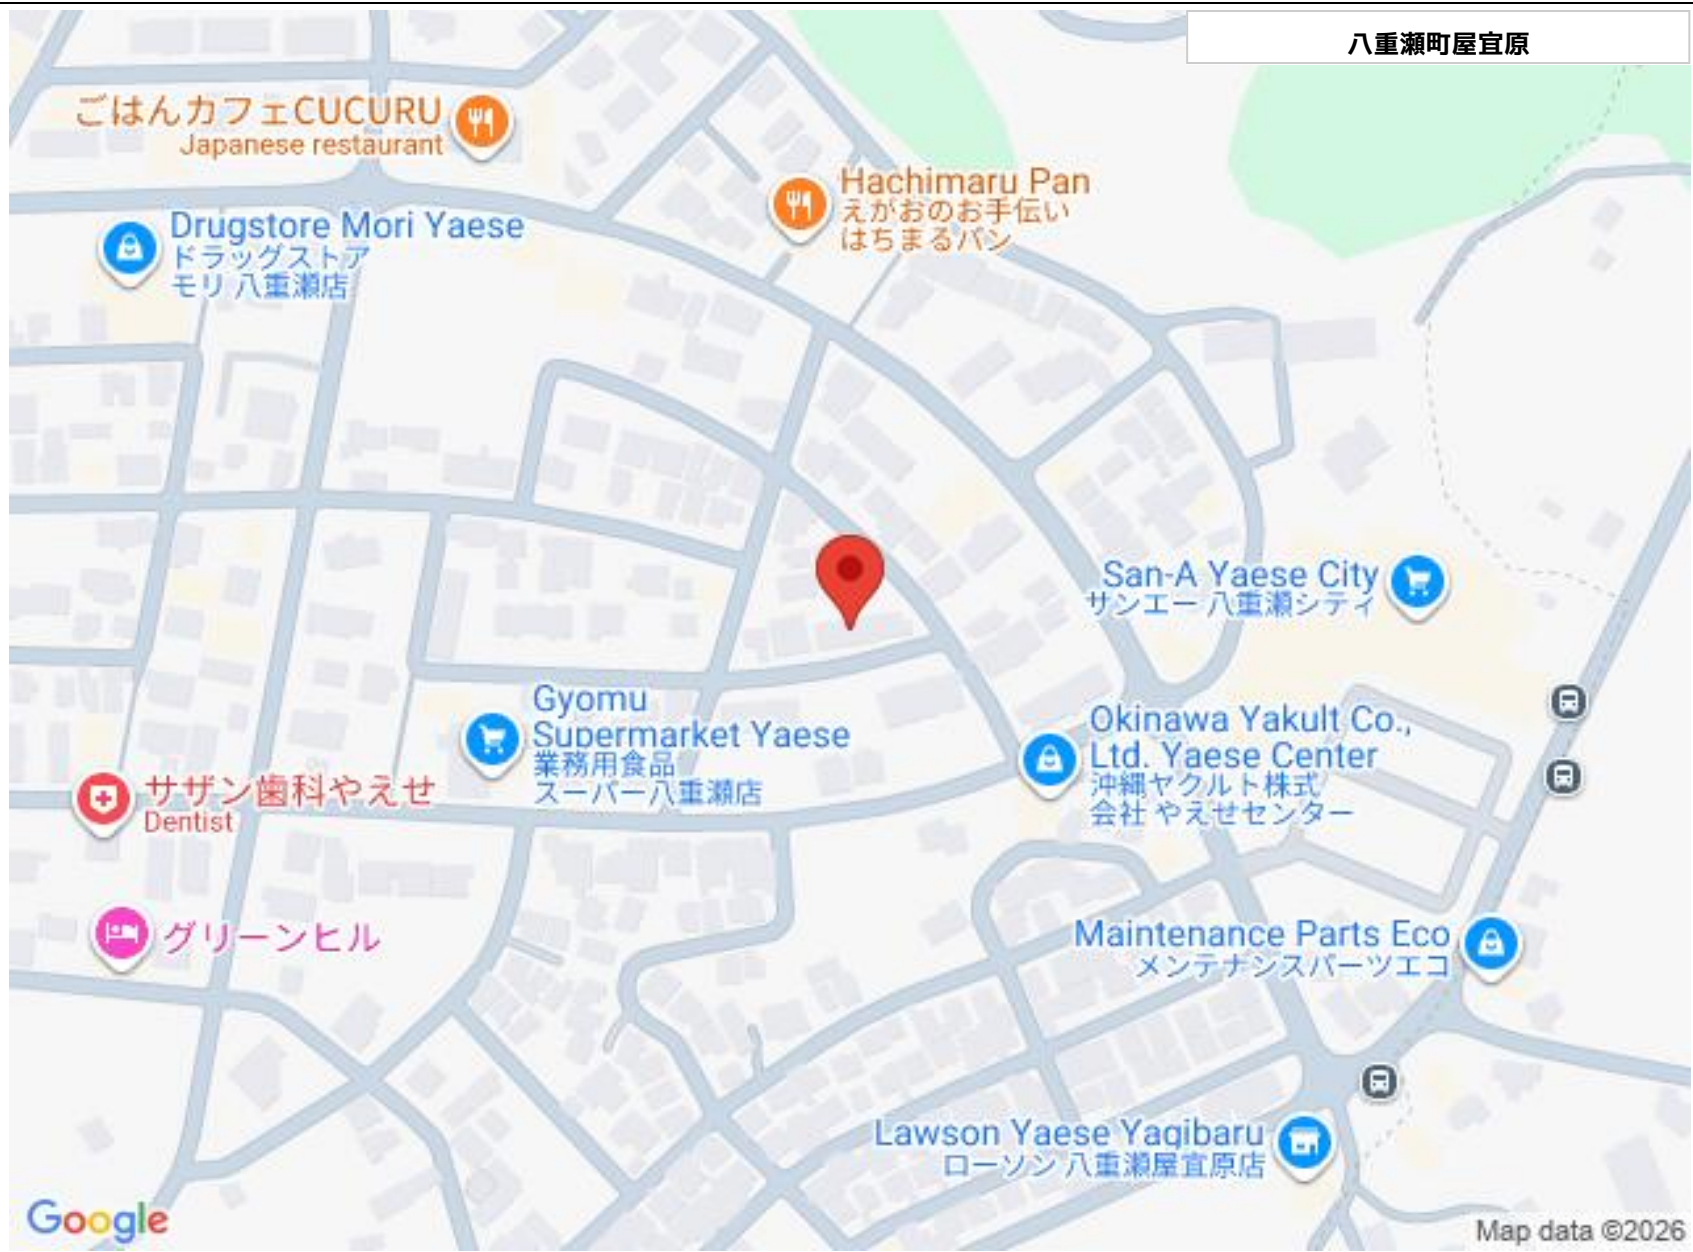 八重瀬町屋宜原
ごはんカフェCUCURU
Japanese restaurant
Hachimaru Pan
えがおのお手伝い
はちまるパン
Drugstore Mori Yaese
ドラッグストア
モリ 八重瀬店
San-A Yaese City
サンエー 八重瀬シティ
Gyomu
Supermarket Yaese
業務用食品
スーパー八重瀬店
Okinawa Yakult Co.,
Ltd. Yaese Center
沖縄ヤクルト株式
会社 やえせセンター
サザン歯科やえせ
Dentist
グリーンヒル
Maintenance Parts Eco
メンテナンスパーツエコ
Lawson Yaese Yagibaru
ローソン 八重瀬屋宜原店
Google
Map data ©2026